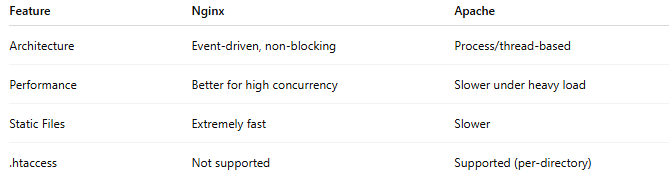 Feature Nginx Apache
Architecture Event-driven, non-blocking Process/thread-based
Performance Better for high concurrency Slower under heavy load
Static Files Extremely fast Slower
.htaccess Not supported Supported (per-directory)